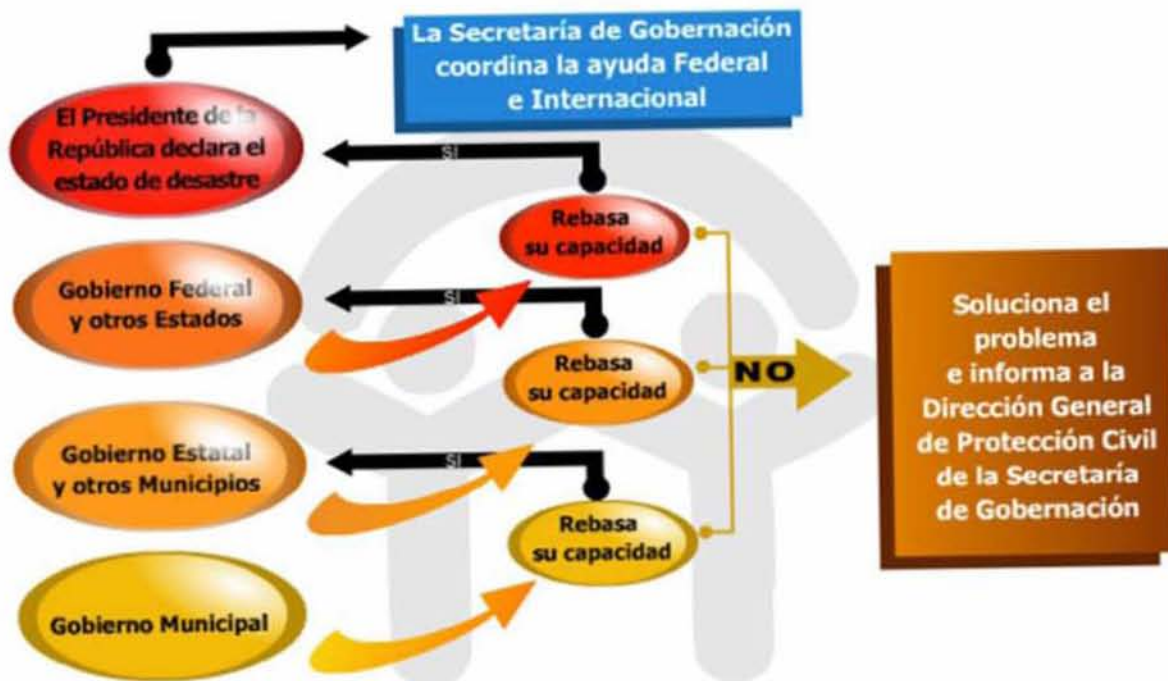 La Secretaría de Gobernación
coordina la ayuda Federal
e Internacional
El Presidente de la
República declara el
estado de desastre
SI
Rebasa
su capacidad
Gobierno Federal
y otros Estados
SI
Rebasa
su capacidad
NO
Soluciona el
problema
e informa a la
Dirección General
de Protección Civil
de la Secretaría
de Gobernación
Gobierno Estatal
y otros Municipios
SI
Rebasa
su capacidad
Gobierno Municipal